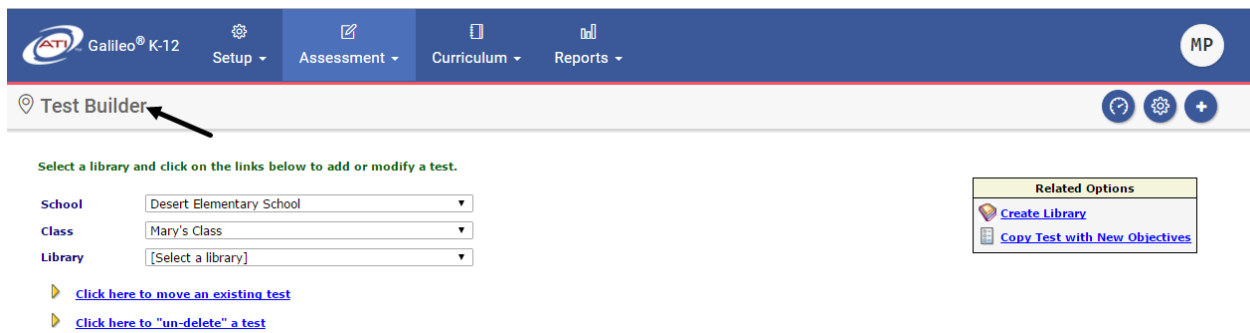 ATI Galileo® K-12
Setup
Assessment
Curriculum
Reports
MP
Test Builder
Select a library and click on the links below to add or modify a test.
School Desert Elementary School
Class Mary's Class
Library [Select a library]
Click here to move an existing test
Click here to "un-delete" a test
Related Options
Create Library
Copy Test with New Objectives